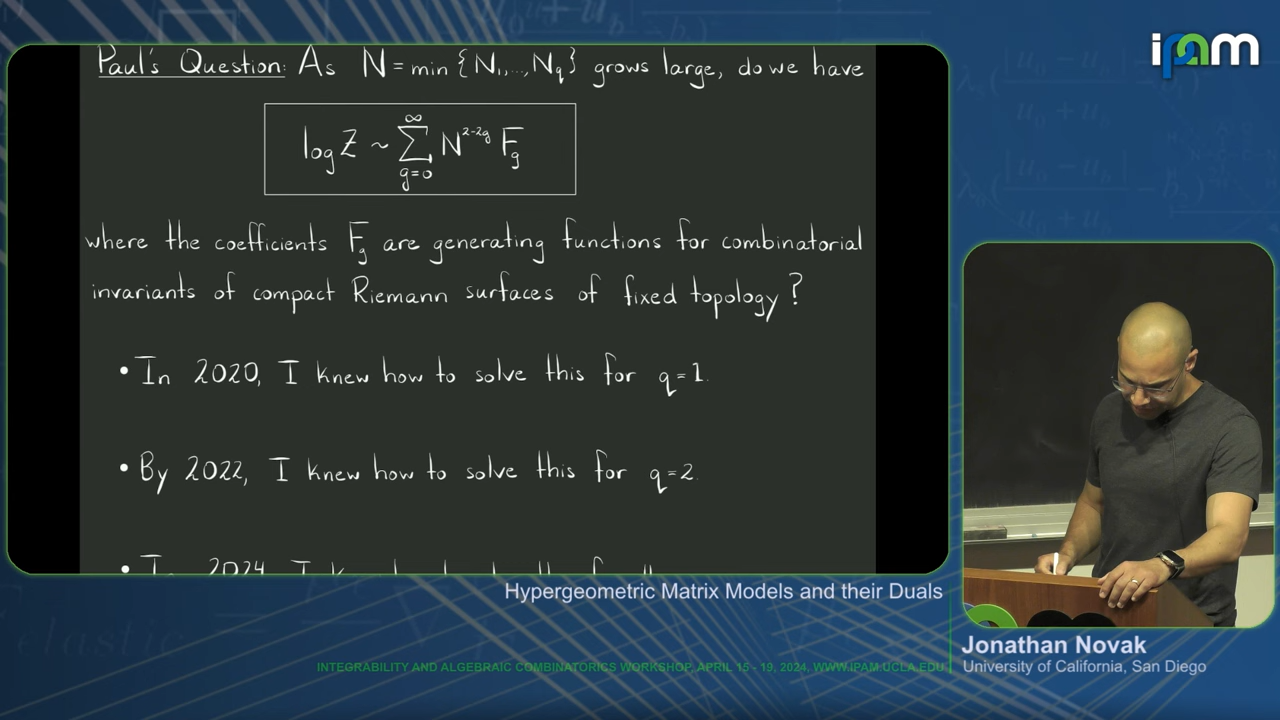 ipam
Paul's Question: As N = min {N₁,...,N_q} grows large, do we have
log Z ~ ∑_{g=0}^{∞} N^{2-2g} F_g
where the coefficients F_g are generating functions for combinatorial
invariants of compact Riemann surfaces of fixed topology?
• In 2020, I knew how to solve this for q=1.
• By 2022, I knew how to solve this for q=2.
• In 2024, I
Hypergeometric Matrix Models and their Duals
Jonathan Novak
University of California, San Diego
INTEGRABILITY AND ALGEBRAIC COMBINATORICS WORKSHOP, APRIL 15 - 19, 2024, WWW.IPAM.UCLA.EDU
elastic